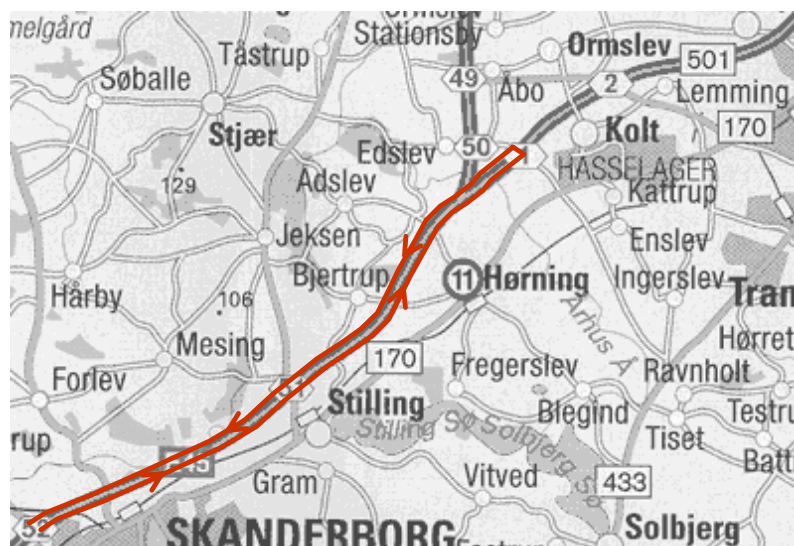 melgård
Stationsby
Tåstrup
Ormslev
501
Søballe
49
2
Åbo
Lemming
Stjær
Kolt
170
50
Edslev
HASSELAGER
129
Adslev
Kattrup
Jeksen
Enslev
Bjertrup
11
Hørning
Ingerslev
Tran
Hårby
106
Århus Å
Mesing
170
Hørret
Fregerslev
Ravnholt
Forlev
Stilling
Blegind
Testru
Stilling Sø
Solbjerg Sø
Tiset
rup
Batt
Gram
Vitved
433
52
SKANDERBORG
Solbjerg